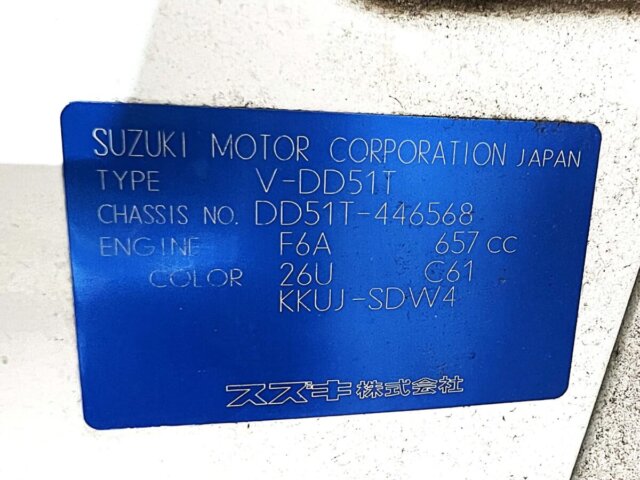 SUZUKI MOTOR CORPORATION JAPAN
TYPE V-DD51T
CHASSIS NO. DD51T-446568
ENGINE F6A 657 cc
COLOR 26U C61
KKUJ-SDW4
スズキ株式会社